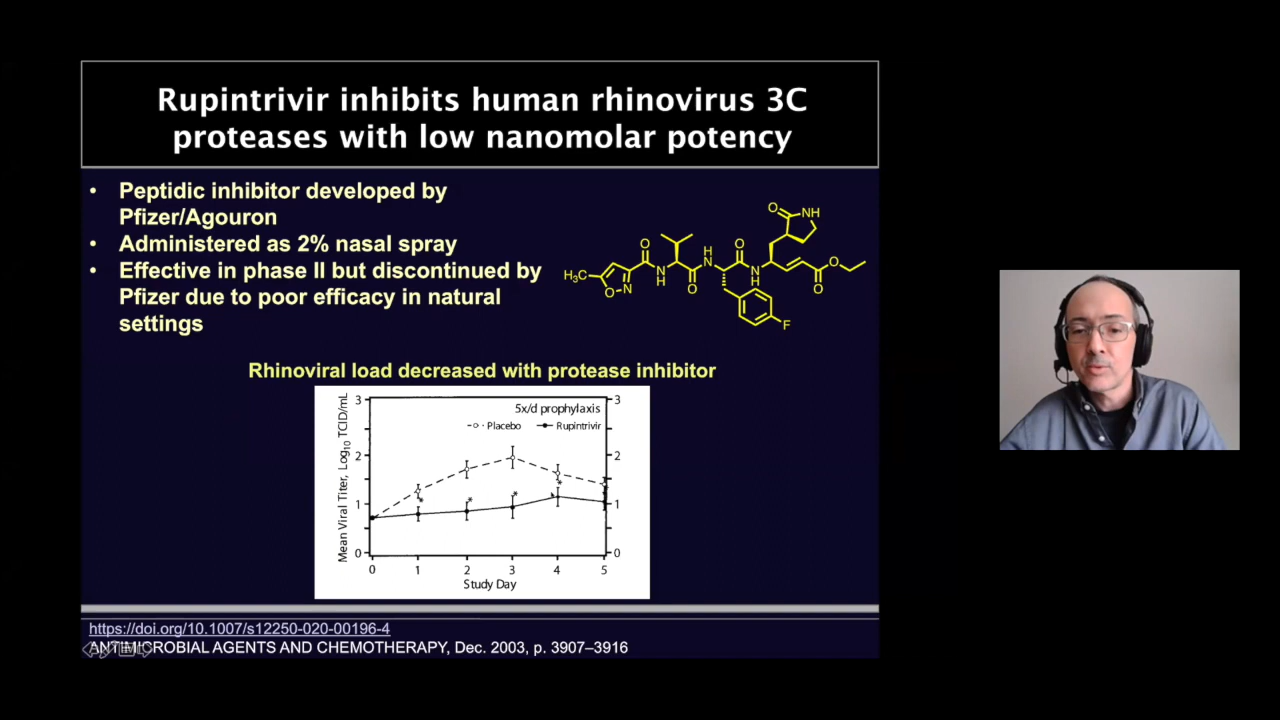 Rupintrivir inhibits human rhinovirus 3C
proteases with low nanomolar potency
• Peptidic inhibitor developed by
Pfizer/Agouron
• Administered as 2% nasal spray
• Effective in phase II but discontinued by
Pfizer due to poor efficacy in natural
settings
O
NH
O
H
N
O
O
H₃C
O
N
N
H
O
N
H
O
F
Rhinoviral load decreased with protease inhibitor
Mean Viral Titer, Log₁₀ TCID/mL
3
2
1
0
5x/d prophylaxis
Placebo
Rupintrivir
*
*
*
*
3
2
1
0
0 1 2 3 4 5
Study Day
https://doi.org/10.1007/s12250-020-00196-4
ANTIMICROBIAL AGENTS AND CHEMOTHERAPY, Dec. 2003, p. 3907–3916